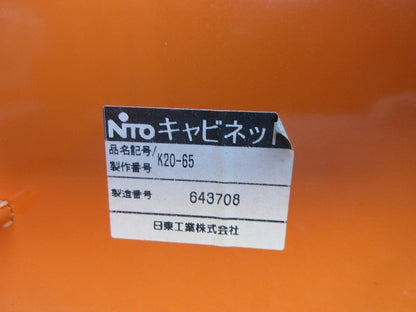 NITO キャビネット
品名記号/
製作番号 K20-65
製造番号 643708
日東工業株式会社